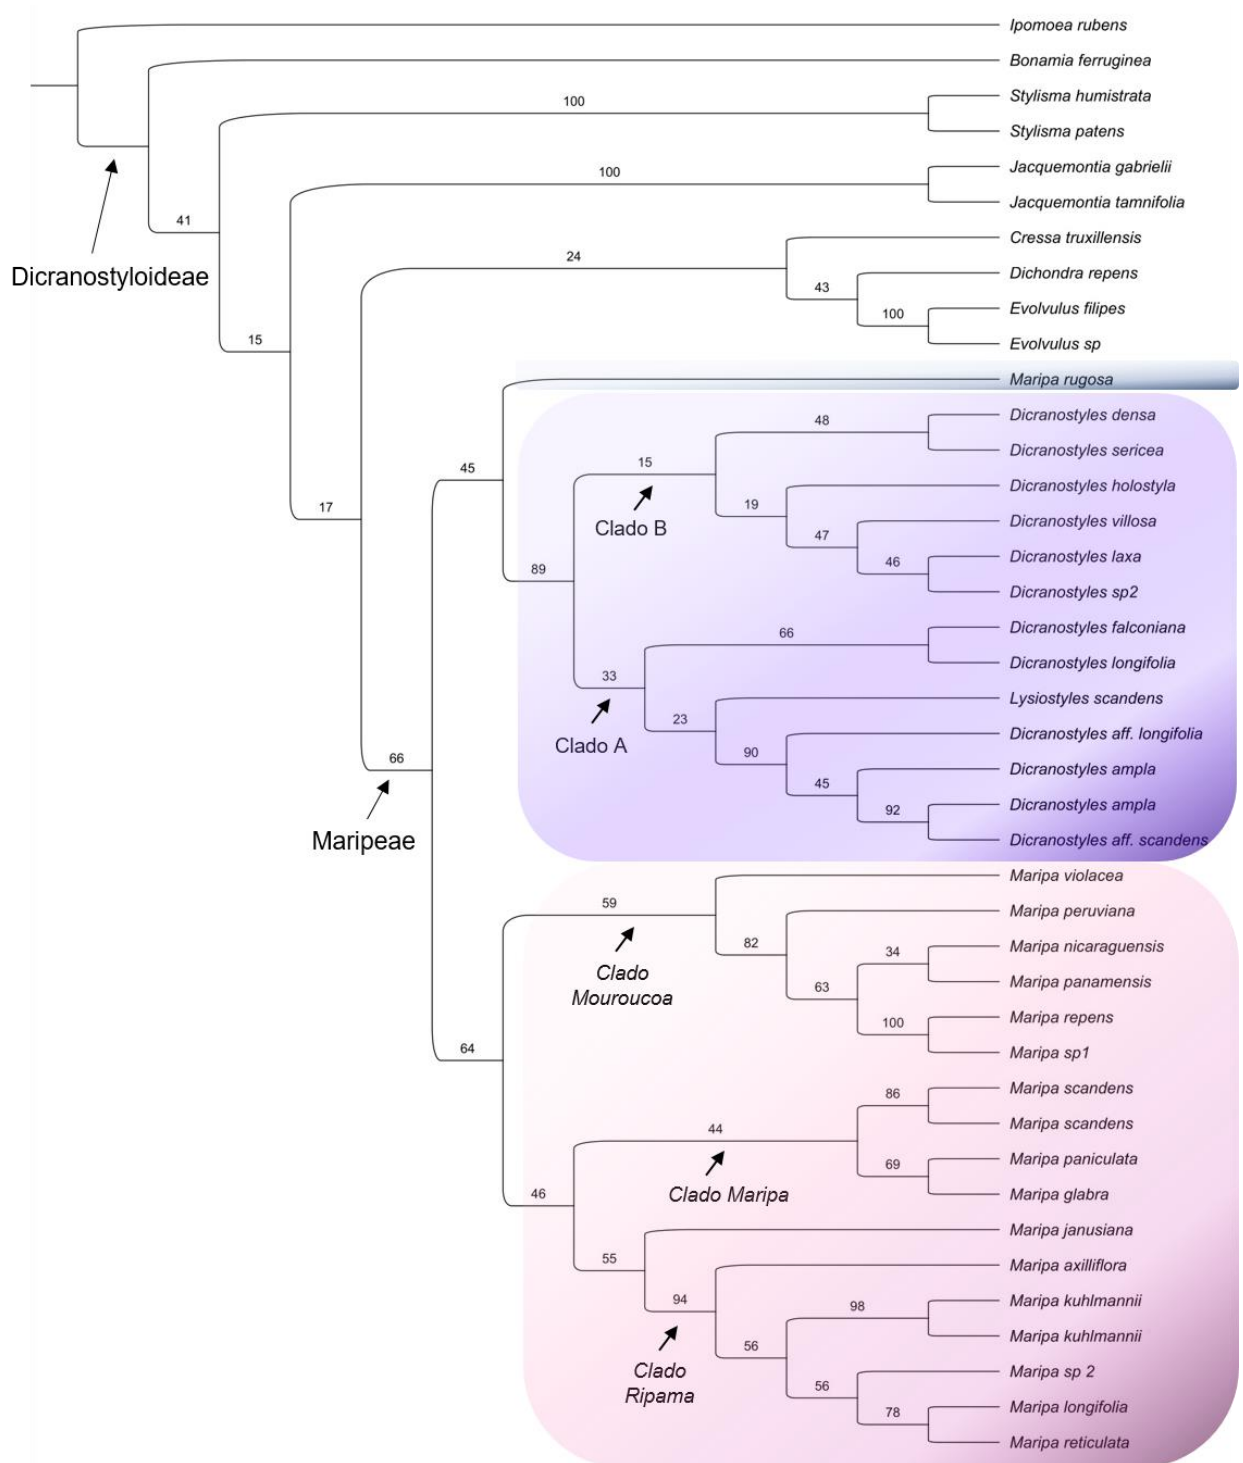 Ipomoea rubens
Bonamia ferruginea
100
Stylisma humistrata
Stylisma patens
100
Jacquemontia gabrielii
Jacquemontia tamnifolia
41
Dicranostyloideae
24
Cressa truxillensis
43
Dichondra repens
100
Evolvulus filipes
Evolvulus sp
15
Maripa rugosa
45
17
48
Dicranostyles densa
Dicranostyles sericea
15
Clado B
19
Dicranostyles holostyla
47
Dicranostyles villosa
46
Dicranostyles laxa
Dicranostyles sp2
89
66
Dicranostyles falconiana
Dicranostyles longifolia
33
Clado A
23
Lysiostyles scandens
90
Dicranostyles aff. longifolia
45
Dicranostyles ampla
92
Dicranostyles ampla
Dicranostyles aff. scandens
66
Maripeae
59
Clado
Mouroucoa
Maripa violacea
82
Maripa peruviana
34
Maripa nicaraguensis
63
Maripa panamensis
100
Maripa repens
Maripa sp1
64
86
Maripa scandens
Maripa scandens
44
Clado Maripa
69
Maripa paniculata
Maripa glabra
46
55
Maripa janusiana
94
Clado
Ripama
Maripa axilliflora
98
Maripa kuhlmannii
Maripa kuhlmannii
56
56
Maripa sp 2
78
Maripa longifolia
Maripa reticulata